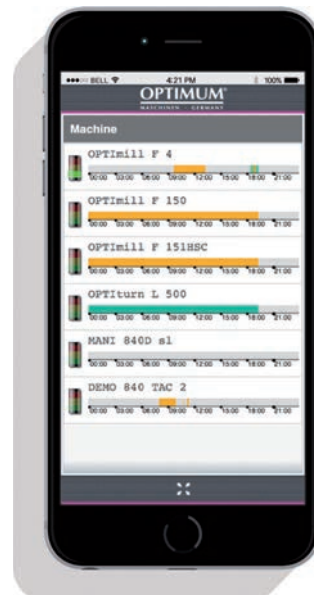 BELL 4:21 PM 100%
OPTIMUM®
MASCHINEN - GERMANY
Machine
OPTImill F 4
00:00 03:00 06:00 09:00 12:00 15:00 18:00 21:00
OPTImill F 150
00:00 03:00 06:00 09:00 12:00 15:00 18:00 21:00
OPTImill F 151HSC
00:00 03:00 06:00 09:00 12:00 15:00 18:00 21:00
OPTIturn L 500
00:00 03:00 06:00 09:00 12:00 15:00 18:00 21:00
MANI 840D sl
00:00 03:00 06:00 09:00 12:00 15:00 18:00 21:00
DEMO 840 TAC 2
00:00 03:00 06:00 09:00 12:00 15:00 18:00 21:00